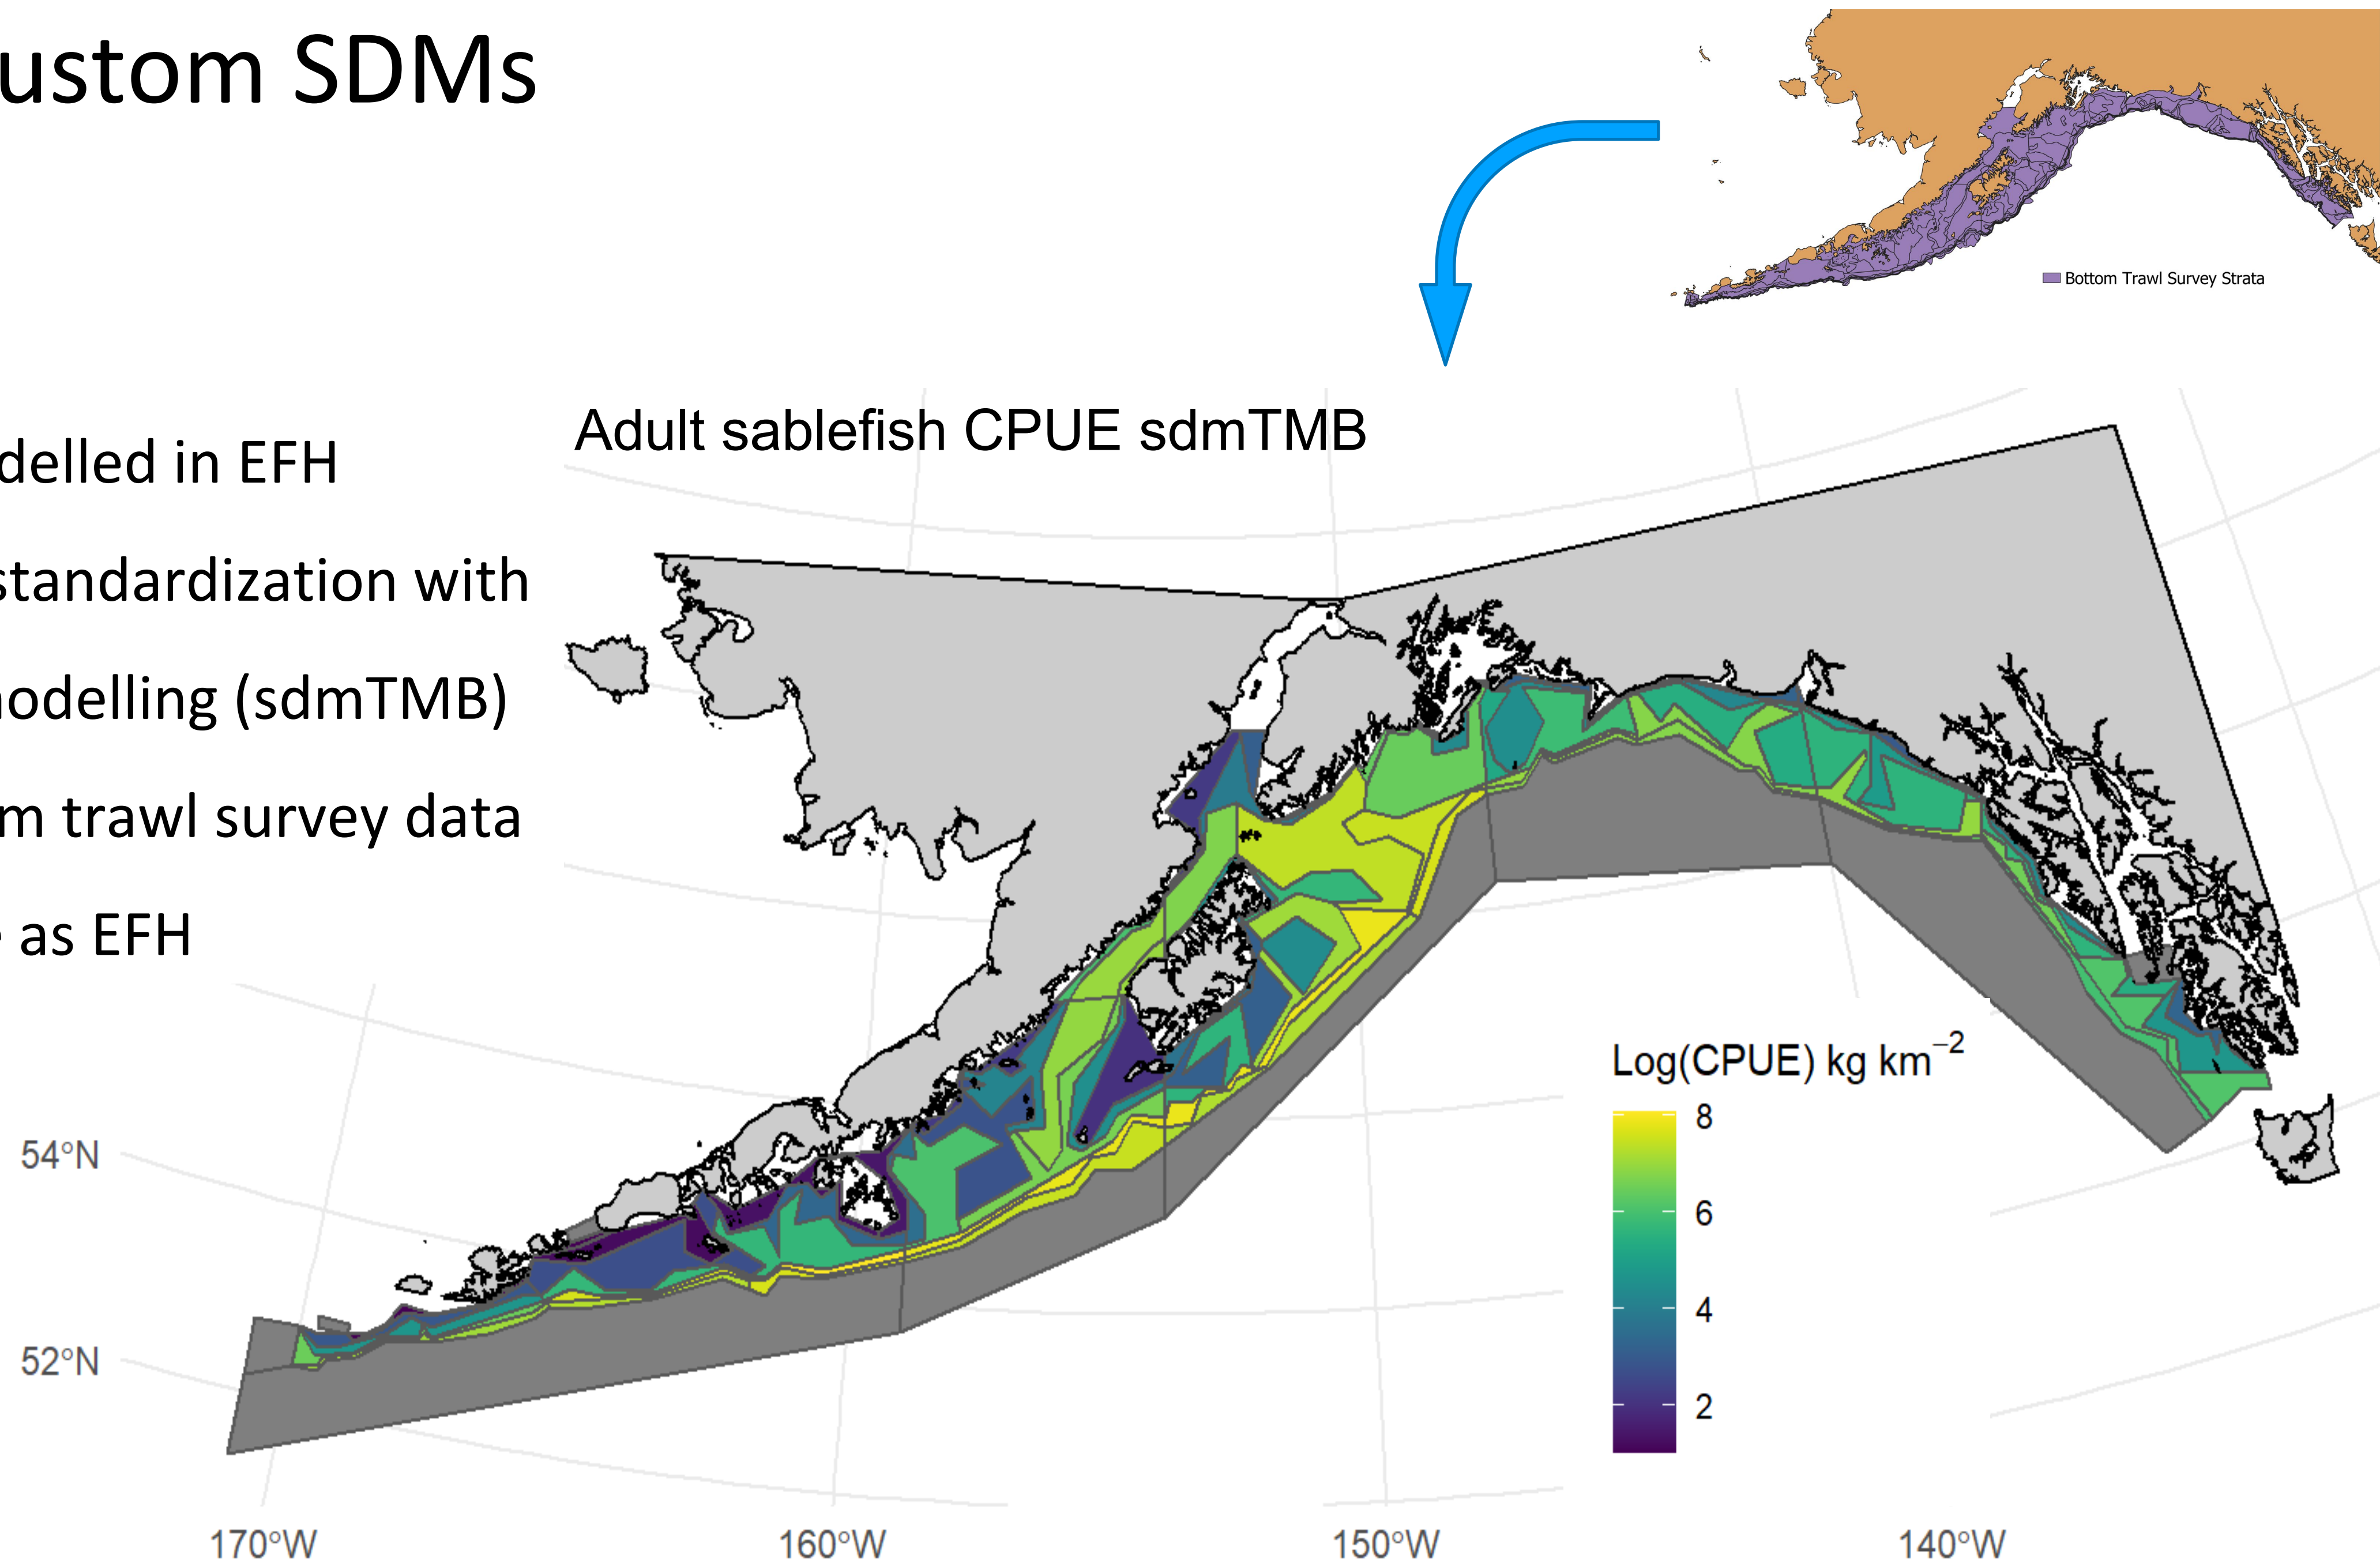 ustom SDMs
Bottom Trawl Survey Strata
delled in EFH
standardization with
nodelling (sdmTMB)
m trawl survey data
e as EFH
Adult sablefish CPUE sdmTMB
Log(CPUE) kg km⁻²
8
6
4
2
54°N
52°N
170°W
160°W
150°W
140°W